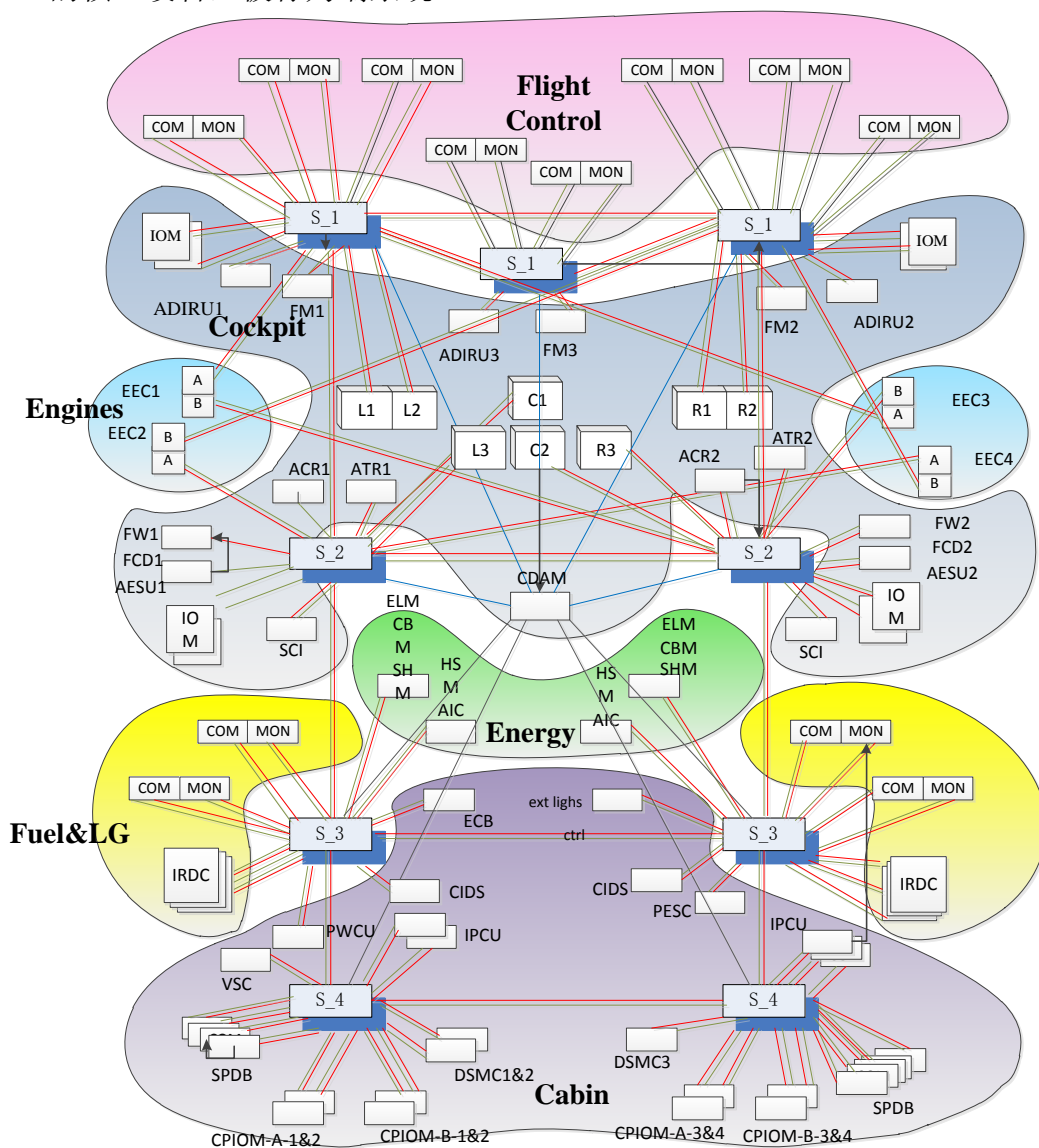 COM MON
COM MON
COM MON
COM MON
Flight
Control
COM MON
MON
COM MON
COM
COM MON
COM MON
S_1
S_1
S_1
IOM
IOM
ADIRU1
FM1
Cockpit
ADIRU3
FM3
FM2
ADIRU2
EEC1
A
B
Engines
EEC2
B
A
L1
L2
C1
R1
R2
L3
C2
R3
B
A
EEC3
A
B
EEC4
ACR1
ATR1
ACR2
ATR2
FW1
FCD1
AESU1
S_2
S_2
FW2
FCD2
AESU2
IO
M
SCI
CDAM
SCI
IO
M
ELM
CB
M
SH
M
HS
M
AIC
ELM
CBM
SHM
HS
M
AIC
Energy
COM MON
COM MON
COM MON
COM MON
Fuel&LG
S_3
ECB
ext lighs
ctrl
S_3
IRDC
IRDC
CIDS
CIDS
PESC
PWCU
IPCU
IPCU
VSC
S_4
S_4
SPDB
DSMC1&2
DSMC3
SPDB
Cabin
CPIOM-A-1&2
CPIOM-B-1&2
CPIOM-A-3&4
CPIOM-B-3&4